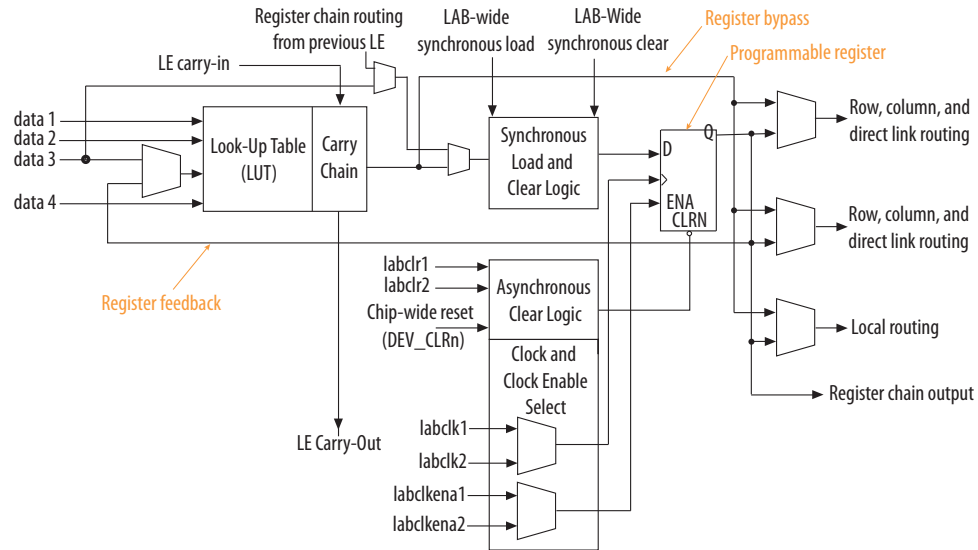 Register chain routing
from previous LE
LAB-wide
synchronous load
LAB-Wide
synchronous clear
Register bypass
Programmable register
LE carry-in
data 1
data 2
data 3
data 4
Look-Up Table
(LUT)
Carry
Chain
Synchronous
Load and
Clear Logic
D
Q
ENA
CLRN
Row, column, and
direct link routing
Row, column, and
direct link routing
Local routing
Register chain output
Register feedback
labclr1
labclr2
Chip-wide reset
(DEV_CLRn)
Asynchronous
Clear Logic
Clock and
Clock Enable
Select
labclk1
labclk2
labclkena1
labclkena2
LE Carry-Out